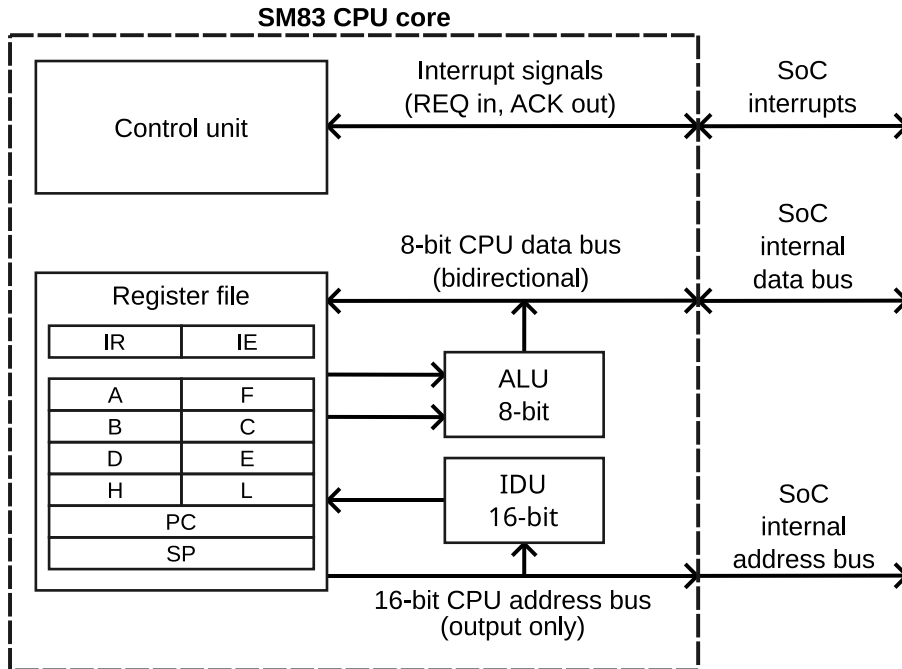 SM83 CPU core
Control unit
Interrupt signals
(REQ in, ACK out)
SoC
interrupts
8-bit CPU data bus
(bidirectional)
SoC
internal
data bus
Register file
IR IE
A F
B C
D E
H L
PC
SP
ALU
8-bit
IDU
16-bit
SoC
internal
address bus
16-bit CPU address bus
(output only)